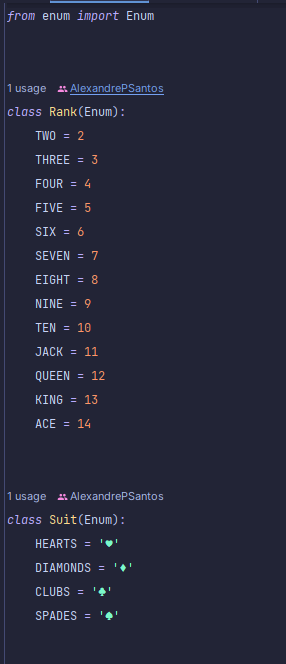 from enum import Enum
1 usage AlexandrePSantos
class Rank(Enum):
TWO = 2
THREE = 3
FOUR = 4
FIVE = 5
SIX = 6
SEVEN = 7
EIGHT = 8
NINE = 9
TEN = 10
JACK = 11
QUEEN = 12
KING = 13
ACE = 14
1 usage AlexandrePSantos
class Suit(Enum):
HEARTS = '♥'
DIAMONDS = '♦'
CLUBS = '♣'
SPADES = '♠'